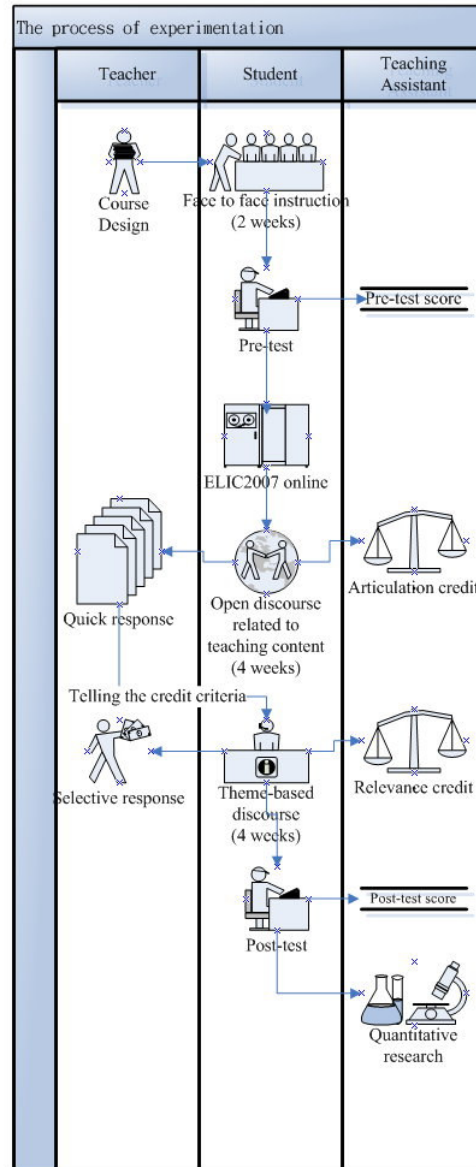 The process of experimentation
Teacher
Student
Teaching
Assistant
Course
Design
Face to face instruction
(2 weeks)
Pre-test
Pre-test score
ELIC2007 online
Quick response
Open discourse
related to
teaching content
(4 weeks)
Articulation credit
Telling the credit criteria
Selective response
Theme-based
discourse
(4 weeks)
Relevance credit
Post-test
Post-test score
Quantitative
research